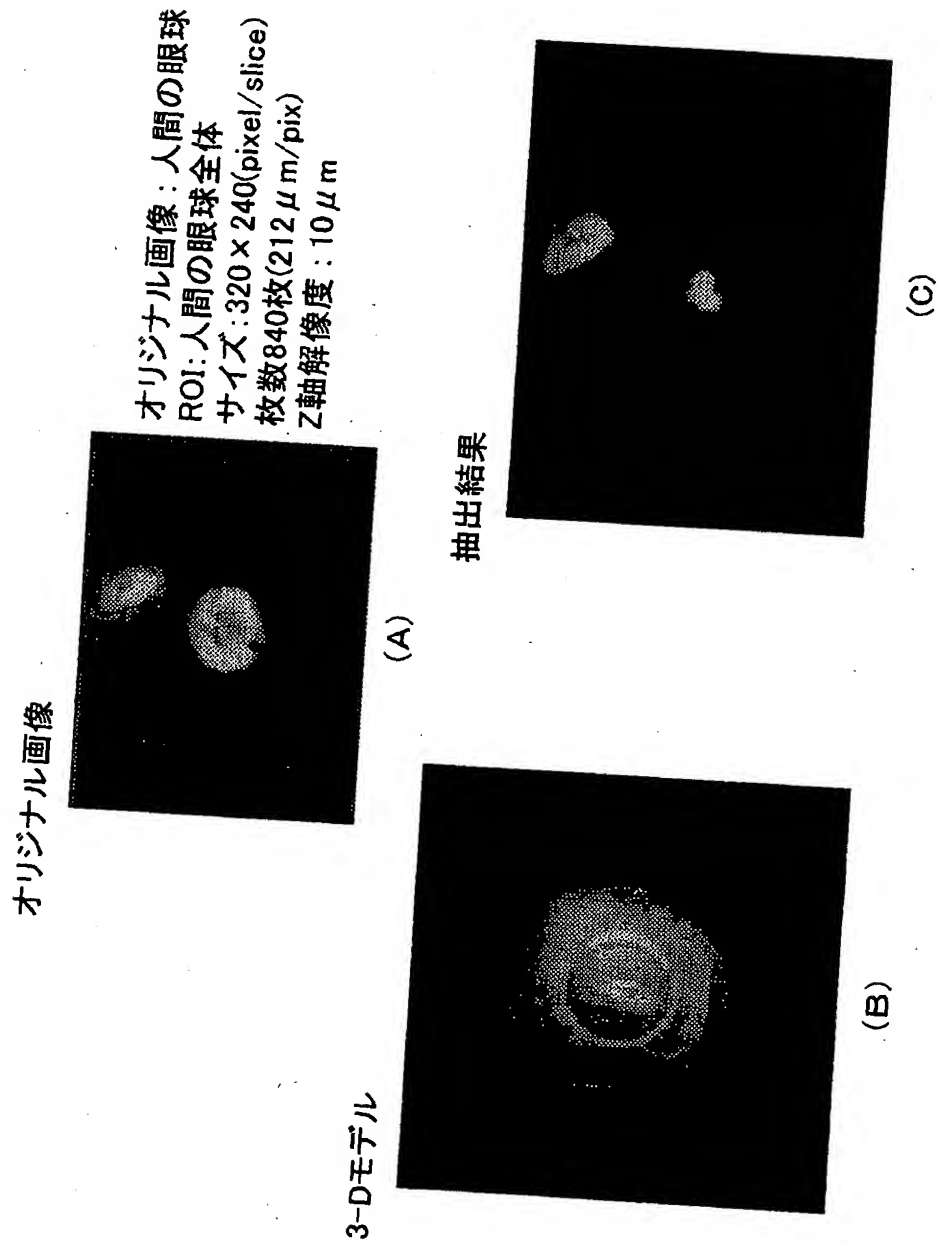 オリジナル画像
オリジナル画像：人間の眼球
ROI：人間の眼球全体
サイズ：320×240(pixel/slice)
枚数840枚(212μm/pix)
Z軸解像度：10μm
(A)
3-Dモデル
(B)
抽出結果
(C)